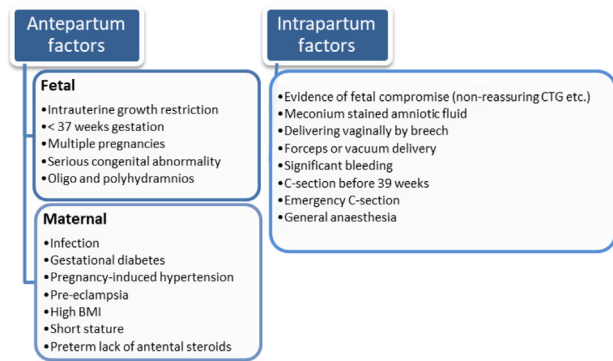 Antepartum
factors
Fetal
•Intrauterine growth restriction
•< 37 weeks gestation
•Multiple pregnancies
•Serious congenital abnormality
•Oligo and polyhydramnios
Maternal
•Infection
•Gestational diabetes
•Pregnancy-induced hypertension
•Pre-eclampsia
•High BMI
•Short stature
•Preterm lack of antental steroids
Intrapartum
factors
•Evidence of fetal compromise (non-reassuring CTG etc.)
•Meconium stained amniotic fluid
•Delivering vaginally by breech
•Forceps or vacuum delivery
•Significant bleeding
•C-section before 39 weeks
•Emergency C-section
•General anaesthesia